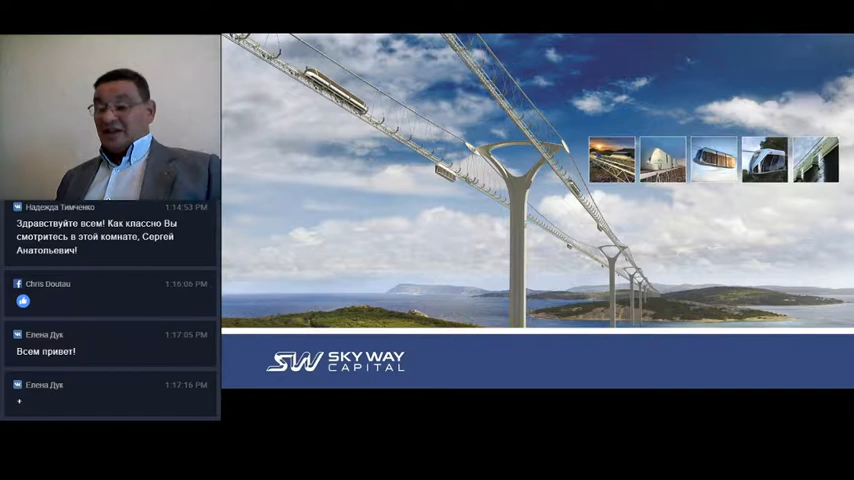 Надежда Тимченко 1:14:53 PM
Здравствуйте всем! Как классно Вы
смотритесь в этой комнате, Сергей
Анатольевич!
Chris Doutau 1:16:06 PM
Елена Дук 1:17:05 PM
Всем привет!
Елена Дук 1:17:16 PM
+
SW SKY WAY
CAPITAL